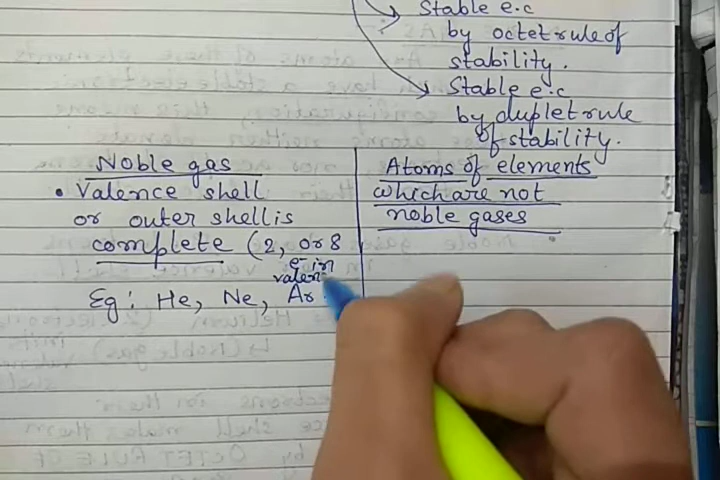 Stable e.c
by octet rule of
stability.
Stable e.c
by duplet rule
of stability.
Noble gas
• Valence shell
or outer shell is
complete (2, or 8
e- in
valen
Eg: He, Ne, Ar
Atoms of elements
which are not
noble gases